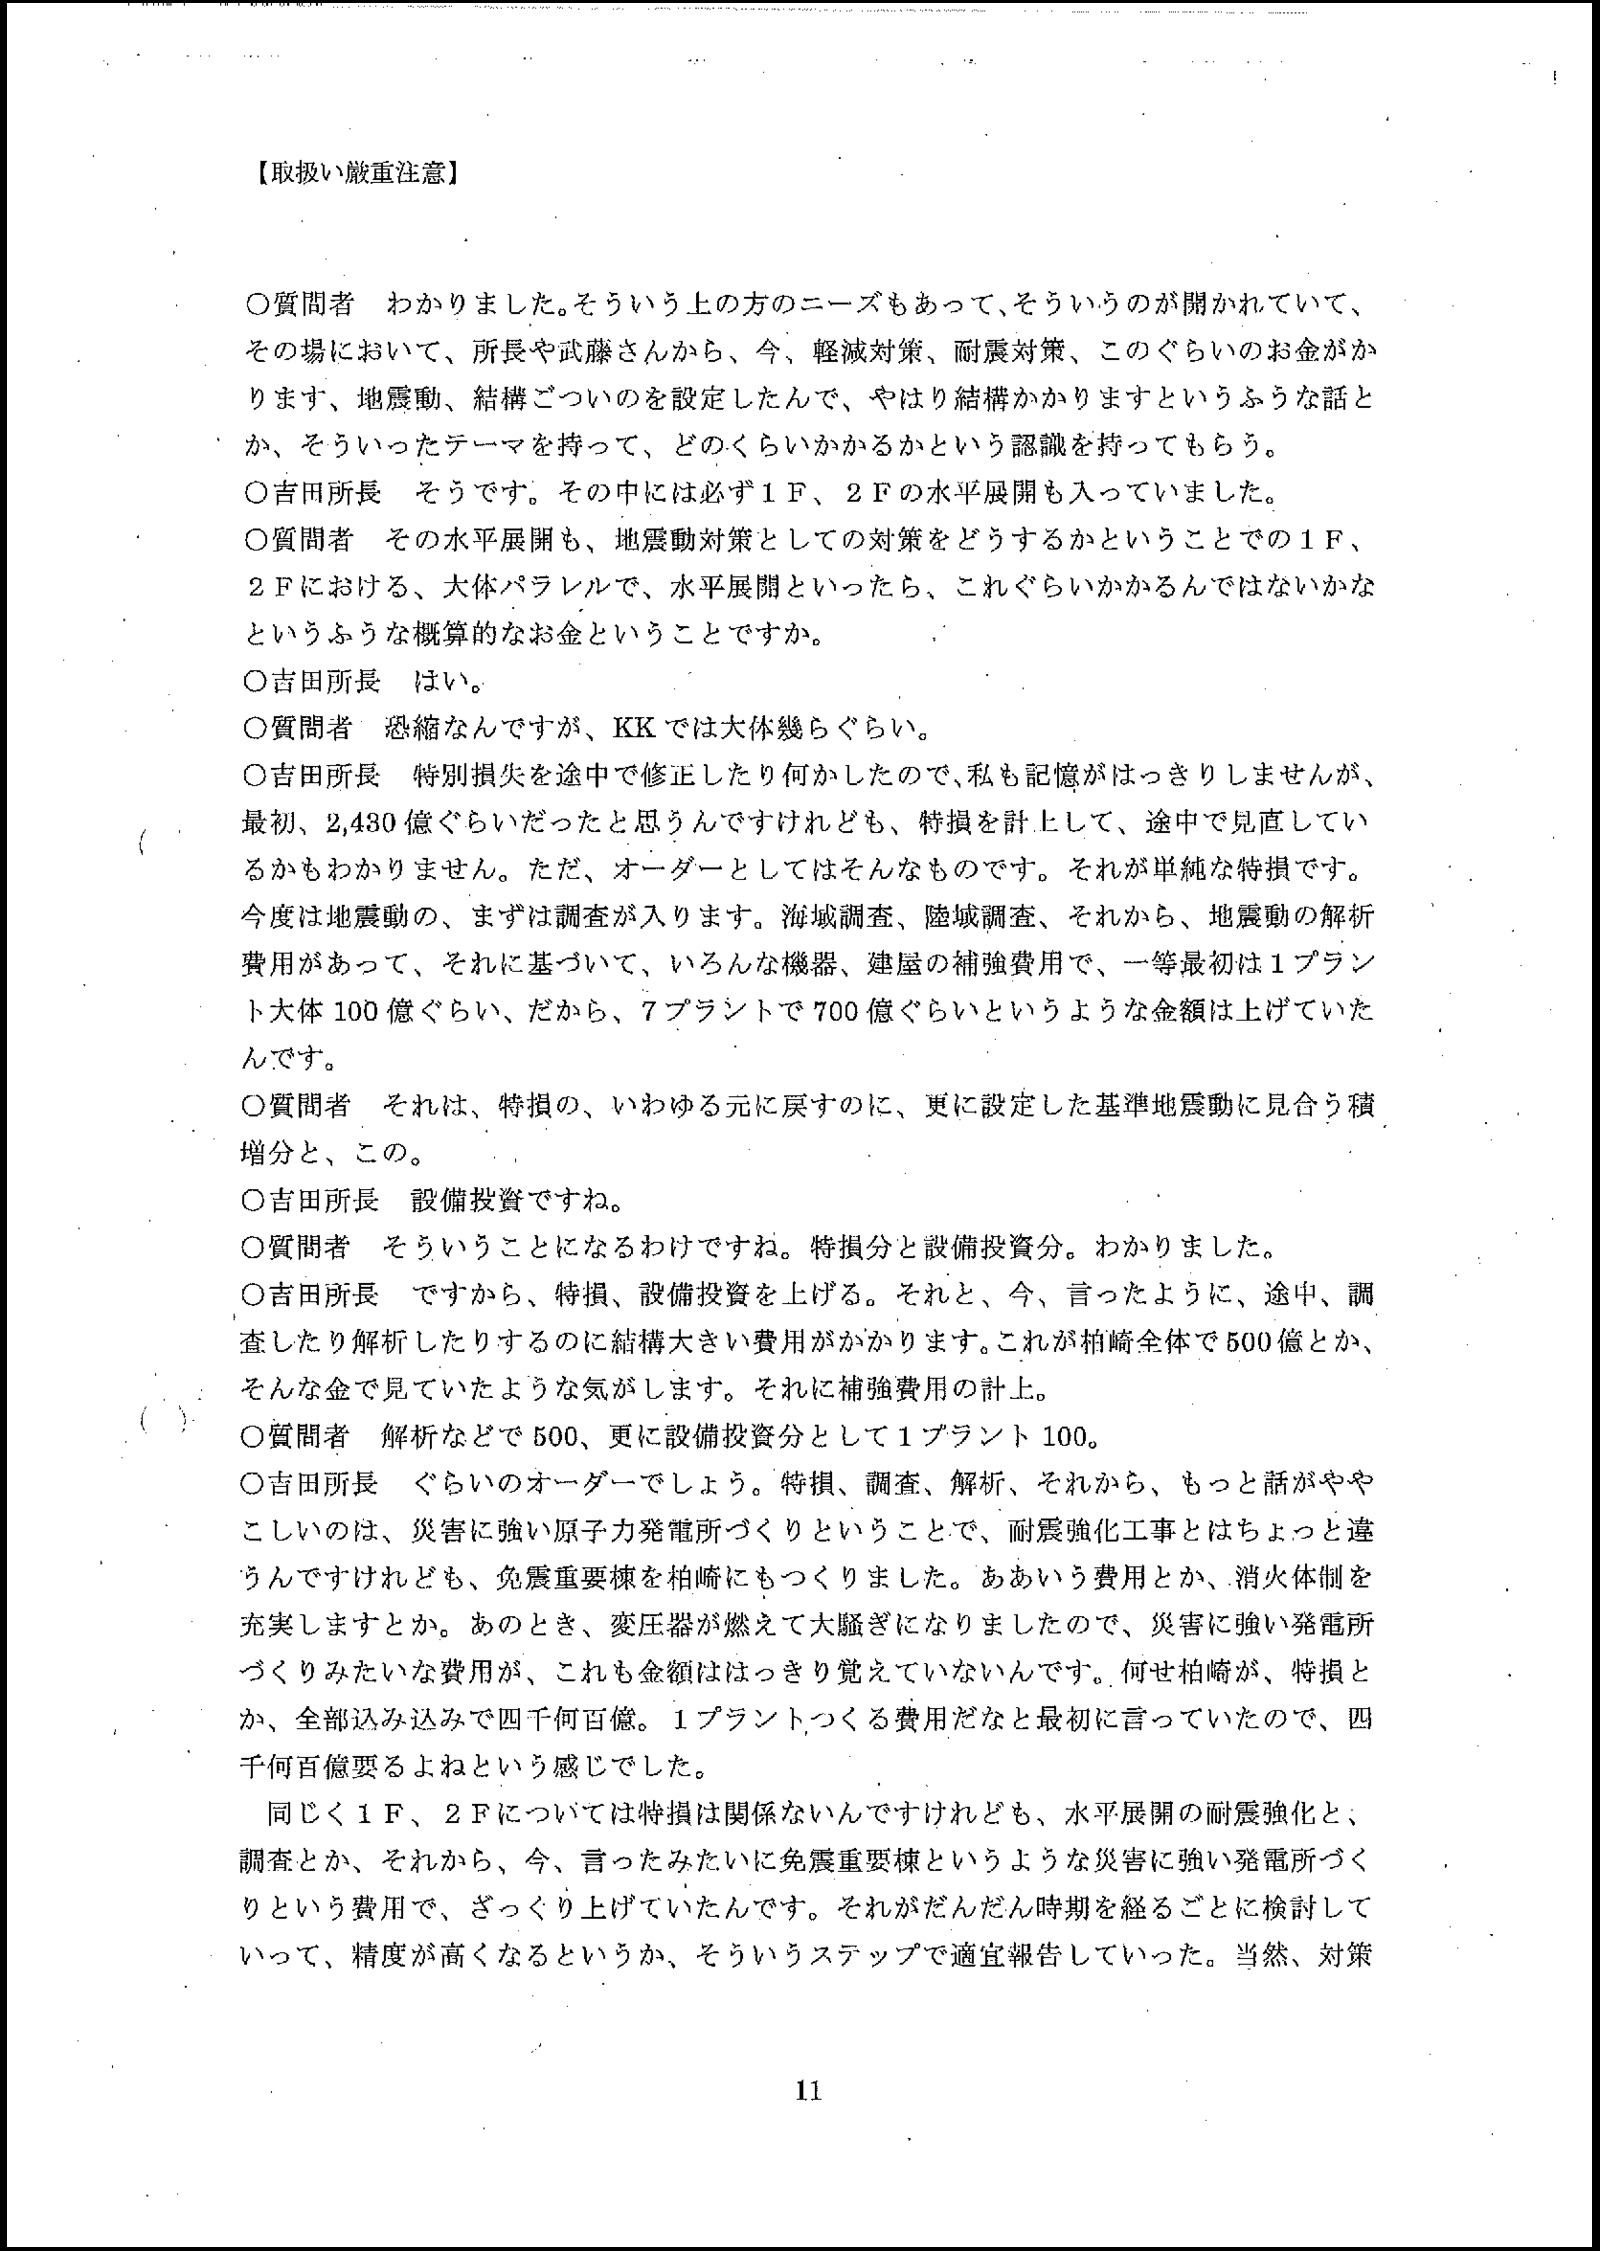 【取扱い厳重注意】
○質問者　わかりました。そういう上の方のニーズもあって、そういうのが開かれていて、
その場において、所長や武藤さんから、今、軽減対策、耐震対策、このぐらいのお金がか
ります、地震動、結構ごついのを設定したんで、やはり結構かかりますというふうな話と
か、そういったテーマを持って、どのくらいかかるかという認識を持ってもらう。
○吉田所長　そうです。その中には必ず１Ｆ、２Ｆの水平展開も入っていました。
○質問者　その水平展開も、地震動対策としての対策をどうするかということでの１Ｆ、
２Ｆにおける、大体パラレルで、水平展開といったら、これぐらいかかるんではないかな
というふうな概算的なお金ということですか。
○吉田所長　はい。
○質問者　恐縮なんですが、KK では大体幾らぐらい。
○吉田所長　特別損失を途中で修正したり何かしたので、私も記憶がはっきりしませんが、
最初、2,430 億ぐらいだったと思うんですけれども、特損を計上して、途中で見直してい
るかもわかりません。ただ、オーダーとしてはそんなものです。それが単純な特損です。
今度は地震動の、まずは調査が入ります。海域調査、陸域調査、それから、地震動の解析
費用があって、それに基づいて、いろんな機器、建屋の補強費用で、一等最初は１プラン
ト大体 100 億ぐらい、だから、７プラントで 700 億ぐらいというような金額は上げていた
んです。
○質問者　それは、特損の、いわゆる元に戻すのに、更に設定した基準地震動に見合う積
増分と、この。
○吉田所長　設備投資ですね。
○質問者　そういうことになるわけですね。特損分と設備投資分。わかりました。
○吉田所長　ですから、特損、設備投資を上げる。それと、今、言ったように、途中、調
査したり解析したりするのに結構大きい費用がかかります。これが柏崎全体で 500 億とか、
そんな金で見ていたような気がします。それに補強費用の計上。
○質問者　解析などで 500、更に設備投資分として１プラント 100。
○吉田所長　ぐらいのオーダーでしょう。特損、調査、解析、それから、もっと話がやや
こしいのは、災害に強い原子力発電所づくりということで、耐震強化工事とはちょっと違
うんですけれども、免震重要棟を柏崎にもつくりました。ああいう費用とか、消火体制を
充実しますとか。あのとき、変圧器が燃えて大騒ぎになりましたので、災害に強い発電所
づくりみたいな費用が、これも金額ははっきり覚えていないんです。何せ柏崎が、特損と
か、全部込み込みで四千何百億。１プラントつくる費用だなと最初に言っていたので、四
千何百億要るよねという感じでした。
　同じく１Ｆ、２Ｆについては特損は関係ないんですけれども、水平展開の耐震強化と、
調査とか、それから、今、言ったみたいに免震重要棟というような災害に強い発電所づく
りという費用で、ざっくり上げていたんです。それがだんだん時期を経るごとに検討して
いって、精度が高くなるというか、そういうステップで適宜報告していった。当然、対策
11